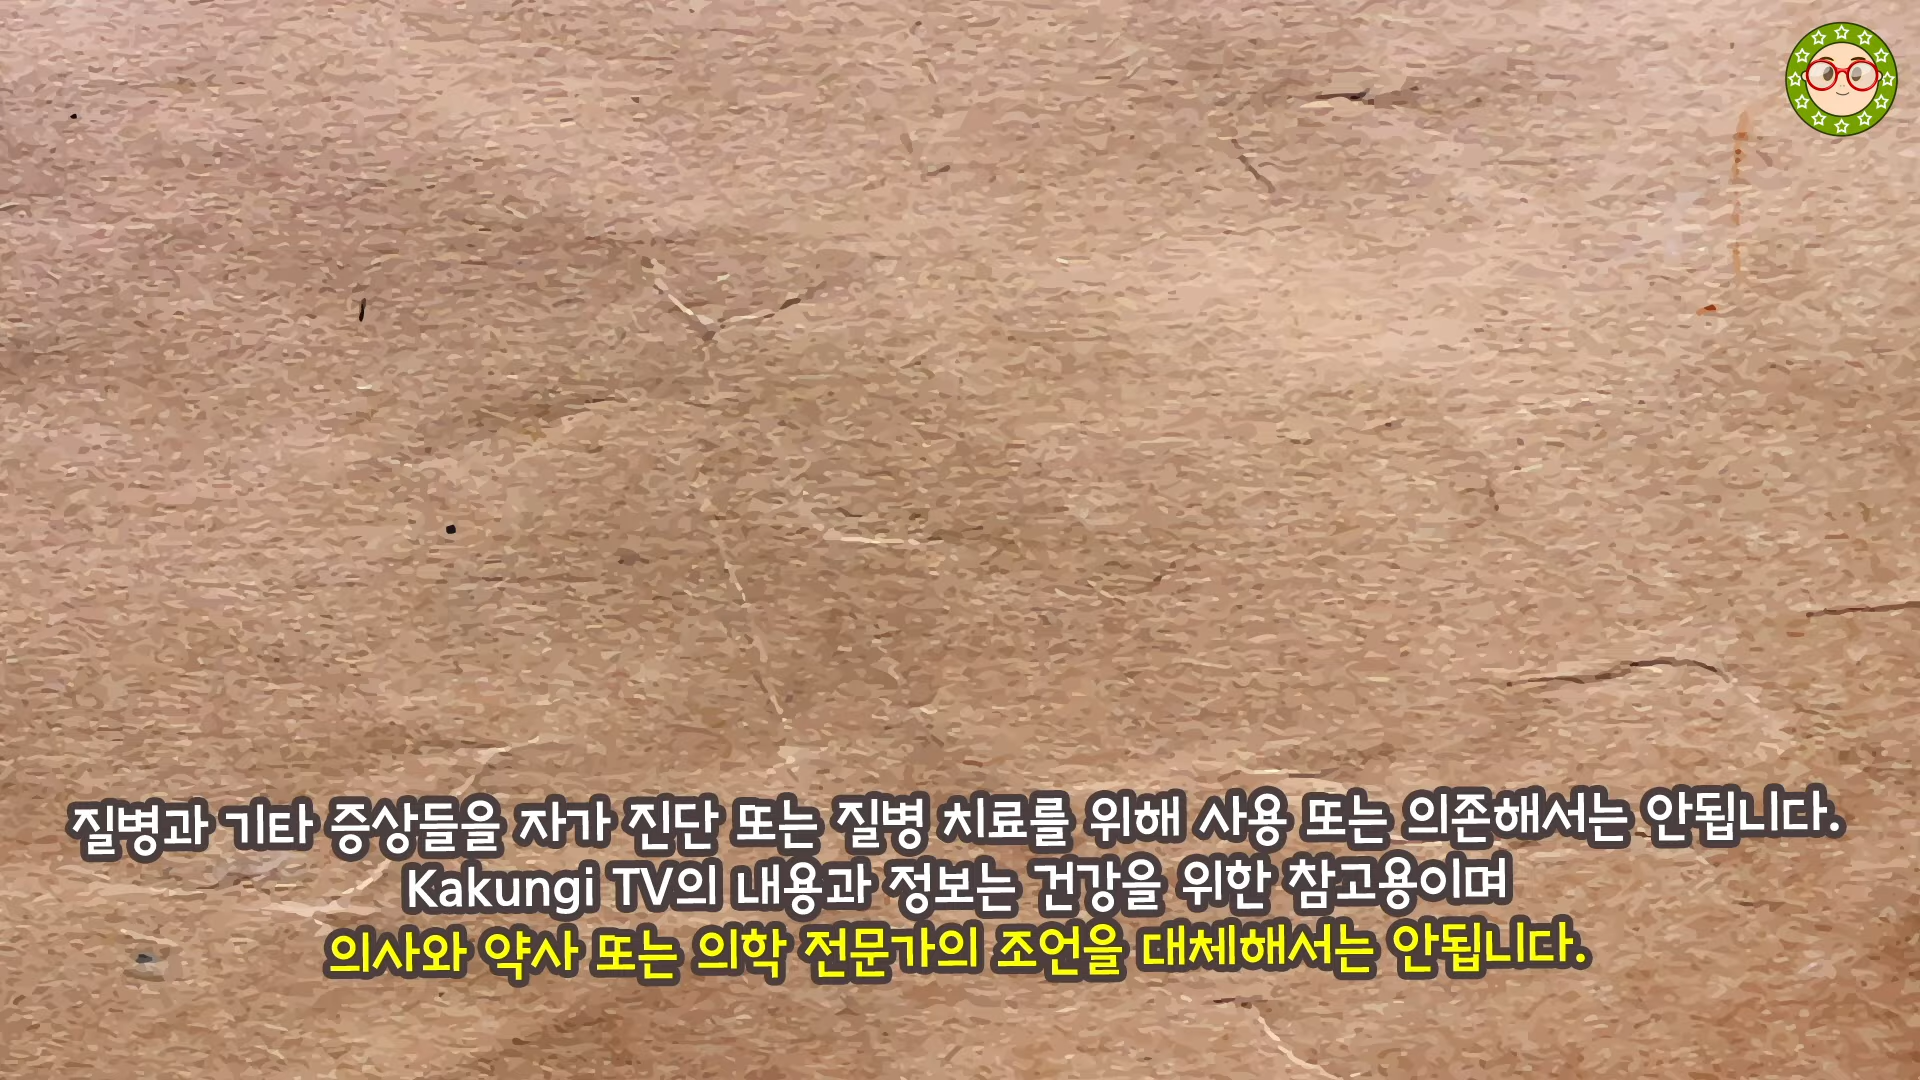 질병과 기타 증상들을 자가 진단 또는 질병 치료를 위해 사용 또는 의존해서는 안됩니다.
Kakungi TV의 내용과 정보는 건강을 위한 참고용이며
의사와 약사 또는 의학 전문가의 조언을 대체해서는 안됩니다.